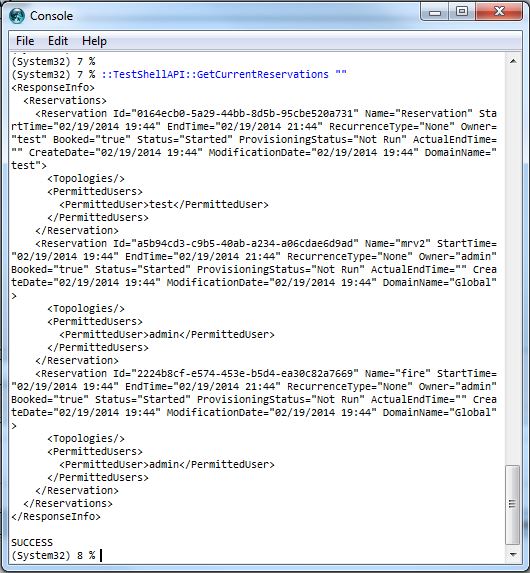 Console
File Edit Help
(System32) 7 %
(System32) 7 % ::TestShellAPI::GetCurrentReservations ""
<ResponseInfo>
<Reservations>
<Reservation Id="0164ecb0-5a29-44bb-8d5b-95cbe520a731" Name="Reservation" Sta
rtTime="02/19/2014 19:44" EndTime="02/19/2014 21:44" RecurrenceType="None" Owner=
"test" Booked="true" Status="Started" ProvisioningStatus="Not Run" ActualEndTime=
"" CreateDate="02/19/2014 19:44" ModificationDate="02/19/2014 19:44" DomainName="
test">
<Topologies/>
<PermittedUsers>
<PermittedUser>test</PermittedUser>
</PermittedUsers>
</Reservation>
<Reservation Id="a5b94cd3-c9b5-40ab-a234-a06cdae6d9ad" Name="mrv2" StartTime=
"02/19/2014 19:44" EndTime="02/19/2014 21:44" RecurrenceType="None" Owner="admin"
Booked="true" Status="Started" ProvisioningStatus="Not Run" ActualEndTime="" Crea
teDate="02/19/2014 19:44" ModificationDate="02/19/2014 19:44" DomainName="Global"
>
<Topologies/>
<PermittedUsers>
<PermittedUser>admin</PermittedUser>
</PermittedUsers>
</Reservation>
<Reservation Id="2224b8cf-e574-453e-b5d4-ea30c82a7669" Name="fire" StartTime=
"02/19/2014 19:44" EndTime="02/19/2014 21:44" RecurrenceType="None" Owner="admin"
Booked="true" Status="Started" ProvisioningStatus="Not Run" ActualEndTime="" Crea
teDate="02/19/2014 19:44" ModificationDate="02/19/2014 19:44" DomainName="Global"
>
<Topologies/>
<PermittedUsers>
<PermittedUser>admin</PermittedUser>
</PermittedUsers>
</Reservation>
</Reservations>
</ResponseInfo>
SUCCESS
(System32) 8 %